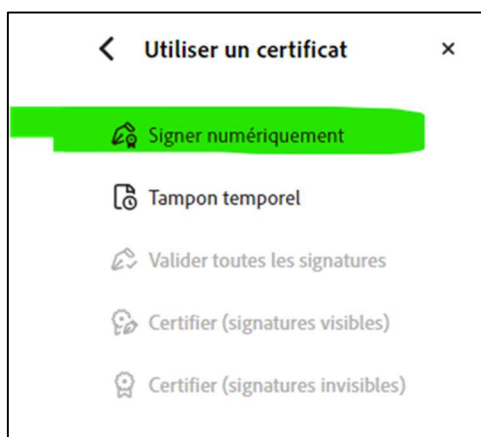 Utiliser un certificat
Signer numériquement
Tampon temporel
Valider toutes les signatures
Certifier (signatures visibles)
Certifier (signatures invisibles)